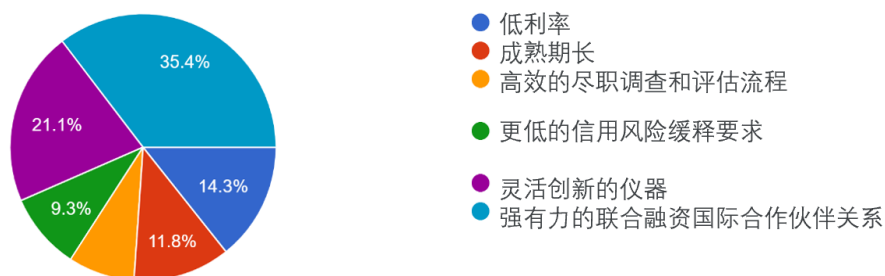 35.4%
21.1%
14.3%
9.3%
11.8%
低利率
成熟期长
高效的尽职调查和评估流程
更低的信用风险缓释要求
灵活创新的仪器
强有力的联合融资国际合作伙伴关系